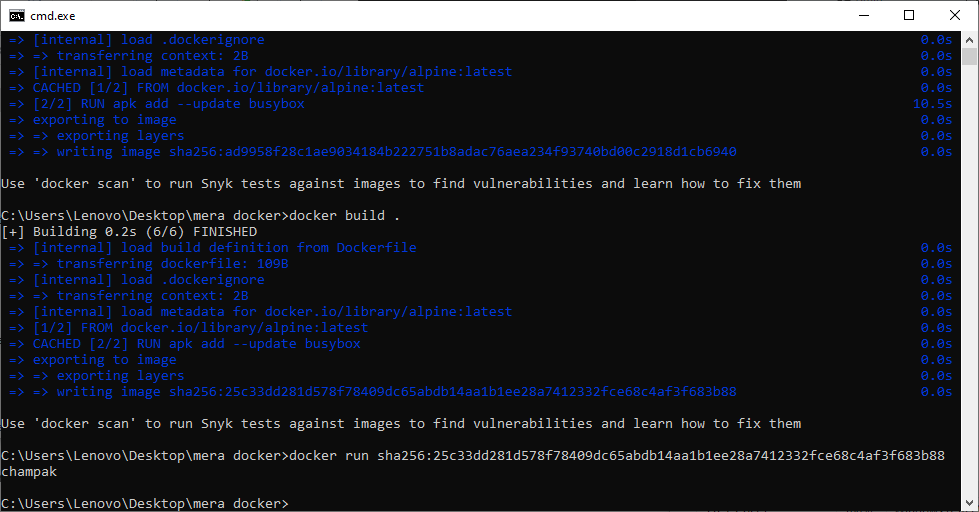 cmd.exe
=> [internal] load .dockerignore 0.0s
=> => transferring context: 2B 0.0s
=> [internal] load metadata for docker.io/library/alpine:latest 0.0s
=> CACHED [1/2] FROM docker.io/library/alpine:latest 0.0s
=> [2/2] RUN apk add --update busybox 10.5s
=> exporting to image 0.0s
=> => exporting layers 0.0s
=> => writing image sha256:ad9958f28c1ae9034184b222751b8adac76aea234f93740bd00c2918d1cb6940 0.0s
Use 'docker scan' to run Snyk tests against images to find vulnerabilities and learn how to fix them
C:\Users\Lenovo\Desktop\mera docker>docker build .
[+] Building 0.2s (6/6) FINISHED
=> [internal] load build definition from Dockerfile 0.0s
=> => transferring dockerfile: 109B 0.0s
=> [internal] load .dockerignore 0.0s
=> => transferring context: 2B 0.0s
=> [internal] load metadata for docker.io/library/alpine:latest 0.0s
=> [1/2] FROM docker.io/library/alpine:latest 0.0s
=> CACHED [2/2] RUN apk add --update busybox 0.0s
=> exporting to image 0.0s
=> => exporting layers 0.0s
=> => writing image sha256:25c33dd281d578f78409dc65abdb14aa1b1ee28a7412332fce68c4af3f683b88 0.0s
Use 'docker scan' to run Snyk tests against images to find vulnerabilities and learn how to fix them
C:\Users\Lenovo\Desktop\mera docker>docker run sha256:25c33dd281d578f78409dc65abdb14aa1b1ee28a7412332fce68c4af3f683b88
champak
C:\Users\Lenovo\Desktop\mera docker>